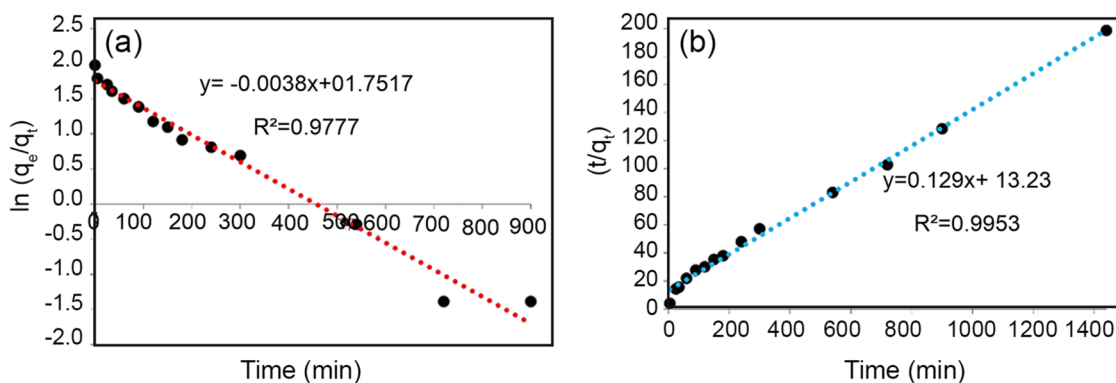 (a)
ln (qₑ/qₜ)
2.5
2.0
1.5
1.0
0.5
0.0
-0.5
-1.0
-1.5
-2.0
y= -0.0038x+01.7517
R²=0.9777
0 100 200 300 400 500 600 700 800 900
Time (min)
(b)
(t/qₜ)
200
180
160
140
120
100
80
60
40
20
0
y=0.129x+ 13.23
R²=0.9953
0 200 400 600 800 1000 1200 1400
Time (min)